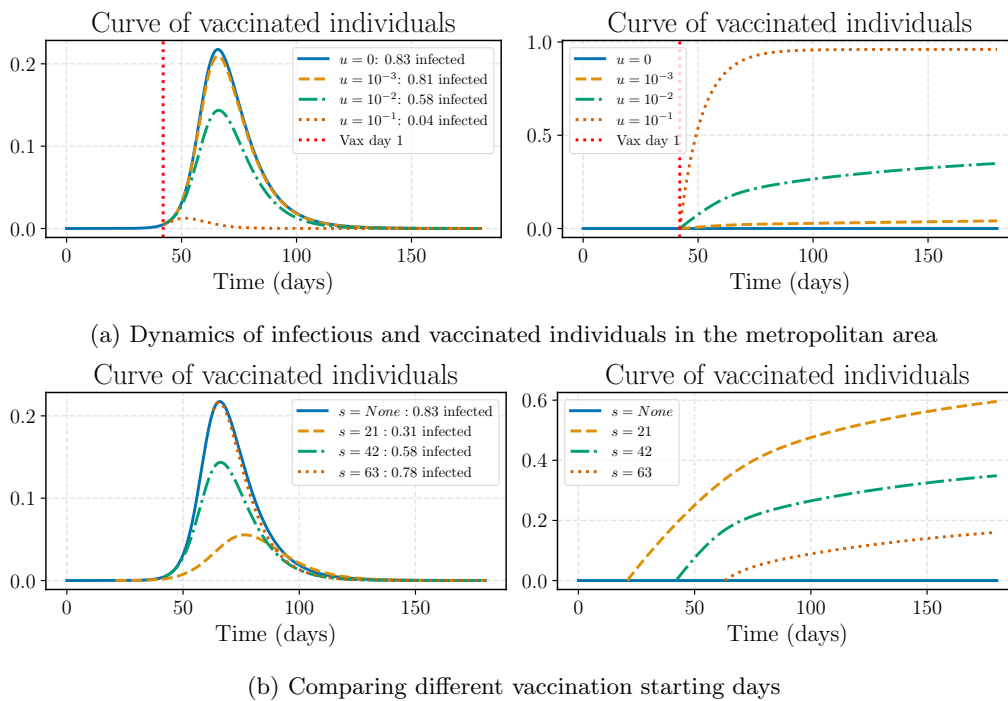 Curve of vaccinated individuals
0.2
0.1
0.0
0
50
100
150
Time (days)
u = 0: 0.83 infected
u = 10⁻³: 0.81 infected
u = 10⁻²: 0.58 infected
u = 10⁻¹: 0.04 infected
Vax day 1
Curve of vaccinated individuals
1.0
0.5
0.0
0
50
100
150
Time (days)
u = 0
u = 10⁻³
u = 10⁻²
u = 10⁻¹
Vax day 1
(a) Dynamics of infectious and vaccinated individuals in the metropolitan area
Curve of vaccinated individuals
0.2
0.1
0.0
0
50
100
150
Time (days)
s = None : 0.83 infected
s = 21 : 0.31 infected
s = 42 : 0.58 infected
s = 63 : 0.78 infected
Curve of vaccinated individuals
0.6
0.4
0.2
0.0
0
50
100
150
Time (days)
s = None
s = 21
s = 42
s = 63
(b) Comparing different vaccination starting days